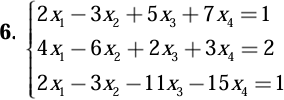 6. { 2x₁ − 3x₂ + 5x₃ + 7x₄ = 1
4x₁ − 6x₂ + 2x₃ + 3x₄ = 2
2x₁ − 3x₂ − 11x₃ − 15x₄ = 1